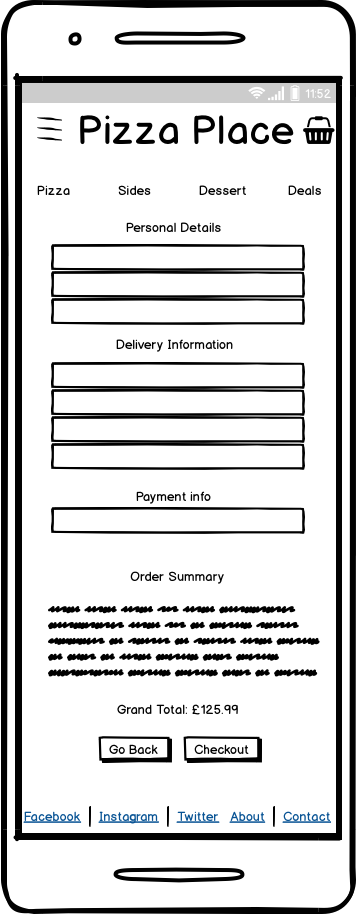 11:52
Pizza Place
Pizza Sides Dessert Deals
Personal Details
Delivery Information
Payment info
Order Summary
Grand Total: £125.99
Go Back Checkout
Facebook | Instagram | Twitter About | Contact